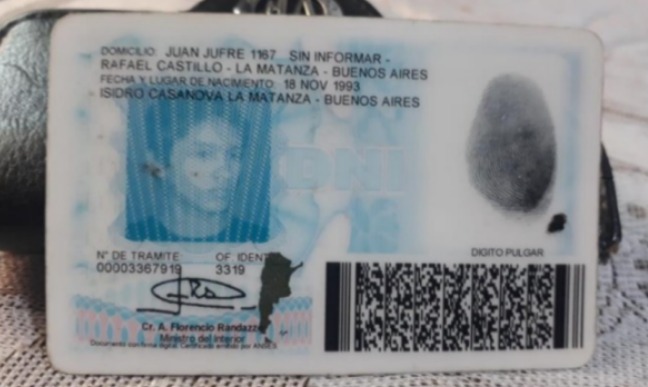 DOMICILIO: JUAN JUFRE 1167 SIN INFORMAR -
RAFAEL CASTILLO - LA MATANZA - BUENOS AIRES
FECHA Y LUGAR DE NACIMIENTO: 18 NOV 1993
ISIDRO CASANOVA LA MATANZA - BUENOS AIRES
DNI
DIGITO PULGAR
N° DE TRAMITE OF IDENT
00003367919 3319
Cr. A. Florencio Randazzo
Ministro del Interior